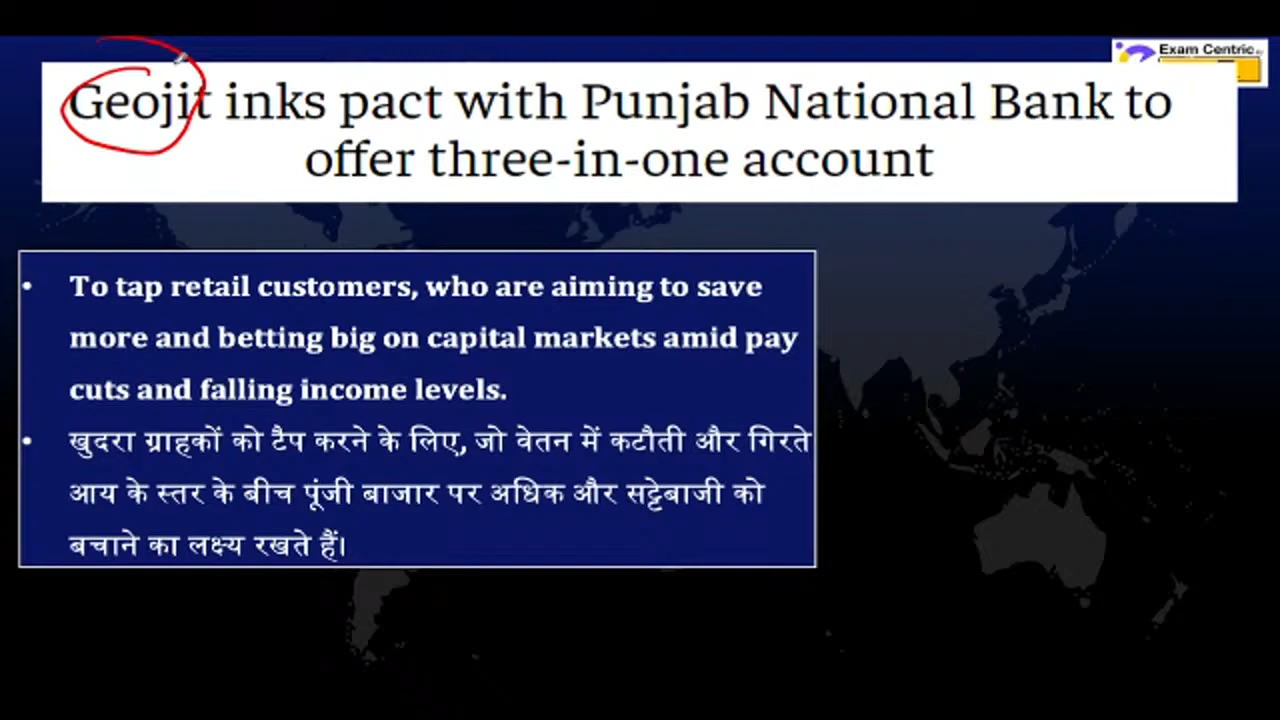 Exam Centric
Geojit inks pact with Punjab National Bank to
offer three-in-one account
• To tap retail customers, who are aiming to save
more and betting big on capital markets amid pay
cuts and falling income levels.
• खुदरा ग्राहकों को टैप करने के लिए, जो वेतन में कटौती और गिरते
आय के स्तर के बीच पूंजी बाजार पर अधिक और सट्टेबाजी को
बचाने का लक्ष्य रखते हैं।